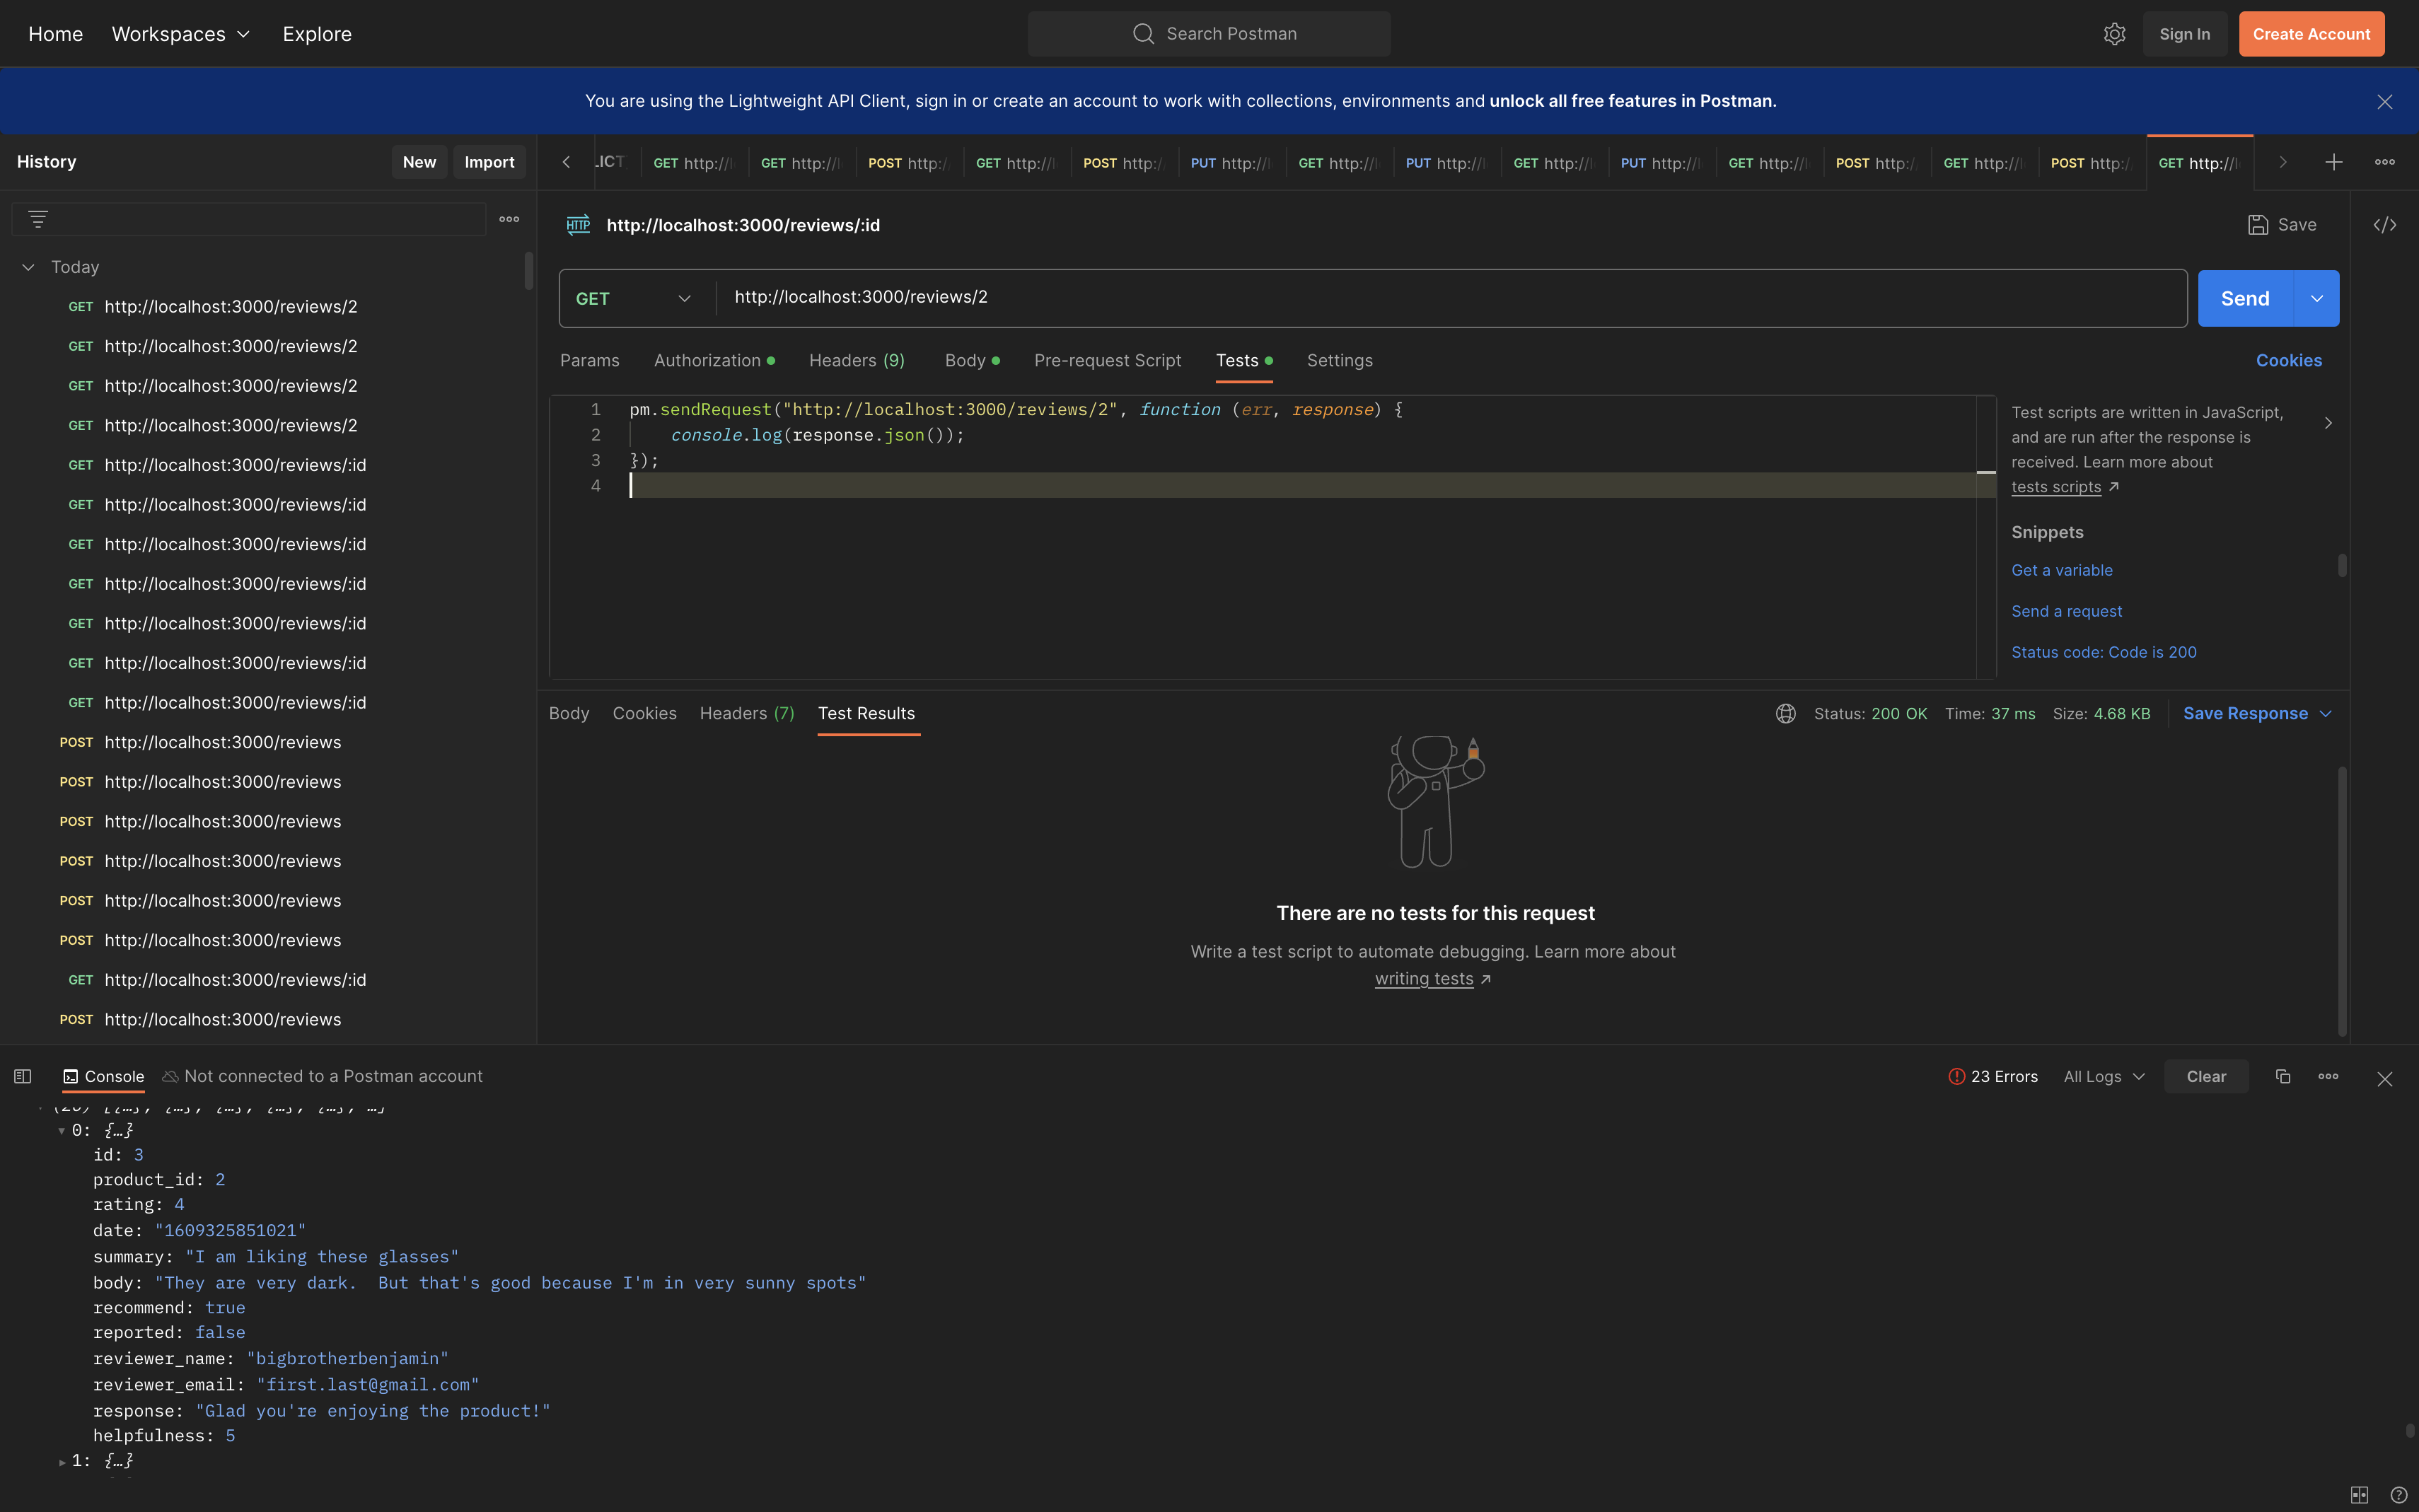 Home Workspaces Explore Search Postman Sign In Create Account
You are using the Lightweight API Client, sign in or create an account to work with collections, environments and unlock all free features in Postman.
History New Import
GET http:// GET http:// POST http:/ GET http:// POST http:/ PUT http:// GET http:// PUT http:// GET http:// PUT http:// GET http:// POST http:/ GET http:// POST http:/ GET http://
HTTP http://localhost:3000/reviews/:id Save </>
Today
GET http://localhost:3000/reviews/2
GET http://localhost:3000/reviews/2
GET http://localhost:3000/reviews/2
GET http://localhost:3000/reviews/2
GET http://localhost:3000/reviews/:id
GET http://localhost:3000/reviews/:id
GET http://localhost:3000/reviews/:id
GET http://localhost:3000/reviews/:id
GET http://localhost:3000/reviews/:id
GET http://localhost:3000/reviews/:id
GET http://localhost:3000/reviews/:id
POST http://localhost:3000/reviews
POST http://localhost:3000/reviews
POST http://localhost:3000/reviews
POST http://localhost:3000/reviews
POST http://localhost:3000/reviews
POST http://localhost:3000/reviews
GET http://localhost:3000/reviews/:id
POST http://localhost:3000/reviews
GET http://localhost:3000/reviews/2 Send
Params Authorization Headers (9) Body Pre-request Script Tests Settings Cookies
1 pm.sendRequest("http://localhost:3000/reviews/2", function (err, response) {
2 console.log(response.json());
3 });
4
Test scripts are written in JavaScript,
and are run after the response is
received. Learn more about
tests scripts ↗
Snippets
Get a variable
Send a request
Status code: Code is 200
Body Cookies Headers (7) Test Results Status: 200 OK Time: 37 ms Size: 4.68 KB Save Response
There are no tests for this request
Write a test script to automate debugging. Learn more about
writing tests ↗
Console Not connected to a Postman account 23 Errors All Logs Clear
0: {…}
id: 3
product_id: 2
rating: 4
date: "1609325851021"
summary: "I am liking these glasses"
body: "They are very dark.  But that's good because I'm in very sunny spots"
recommend: true
reported: false
reviewer_name: "bigbrotherbenjamin"
reviewer_email: "first.last@gmail.com"
response: "Glad you're enjoying the product!"
helpfulness: 5
1: {…}